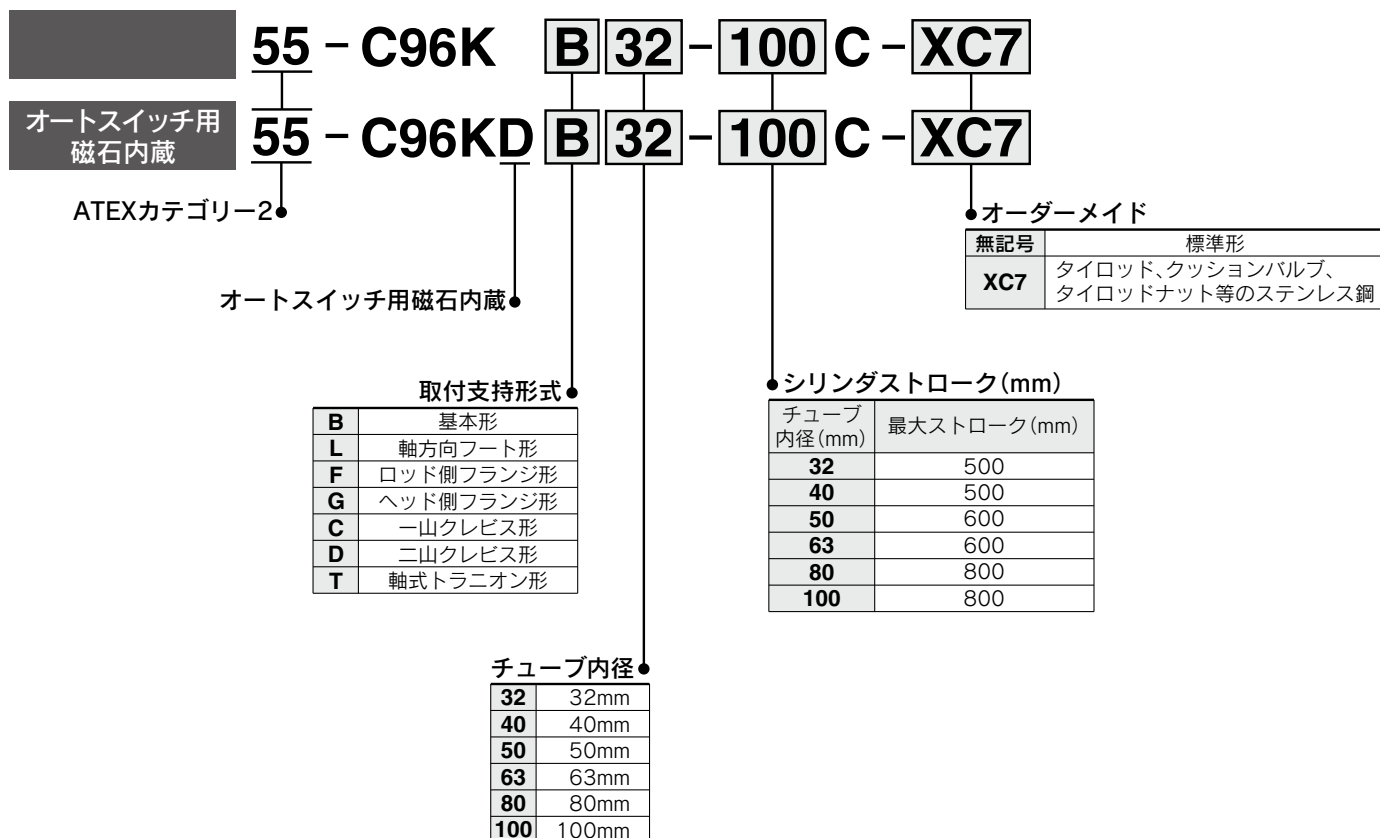 55 - C96K B 32 - 100 C - XC7
オートスイッチ用
磁石内蔵
55 - C96KD B 32 - 100 C - XC7
ATEXカテゴリー2
オートスイッチ用磁石内蔵
オーダーメイド
無記号 標準形
XC7 タイロッド、クッションバルブ、
タイロッドナット等のステンレス鋼
取付支持形式
B 基本形
L 軸方向フート形
F ロッド側フランジ形
G ヘッド側フランジ形
C 一山クレビス形
D 二山クレビス形
T 軸式トラニオン形
シリンダストローク(mm)
チューブ
内径(mm) 最大ストローク(mm)
32 500
40 500
50 600
63 600
80 800
100 800
チューブ内径
32 32mm
40 40mm
50 50mm
63 63mm
80 80mm
100 100mm